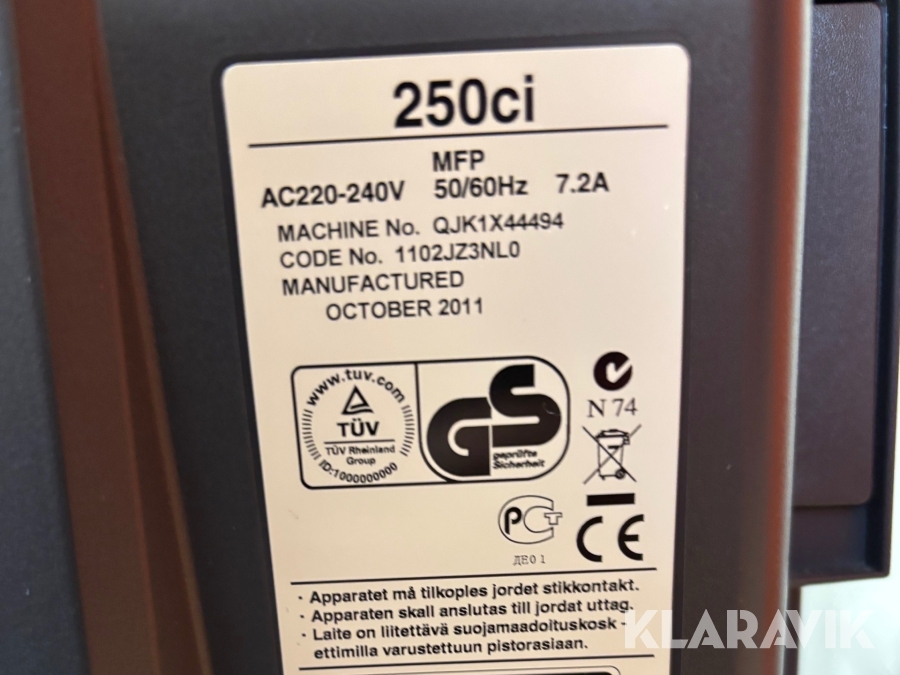 250ci
MFP
AC220-240V 50/60Hz 7.2A
MACHINE No. QJK1X44494
CODE No. 1102JZ3NL0
MANUFACTURED
OCTOBER 2011
www.tuv.com
TÜV
TÜV Rheinland
Group
ID:1000000000
GS
geprüfte
Sicherheit
N 74
PCT
ДЕ01
CE
· Apparatet må tilkoples jordet stikkontakt.
· Apparaten skall anslutas till jordat uttag.
· Laite on liitettävä suojamaadoituskosk-
ettimilla varustettuun pistorasiaan.
KLARAVIK